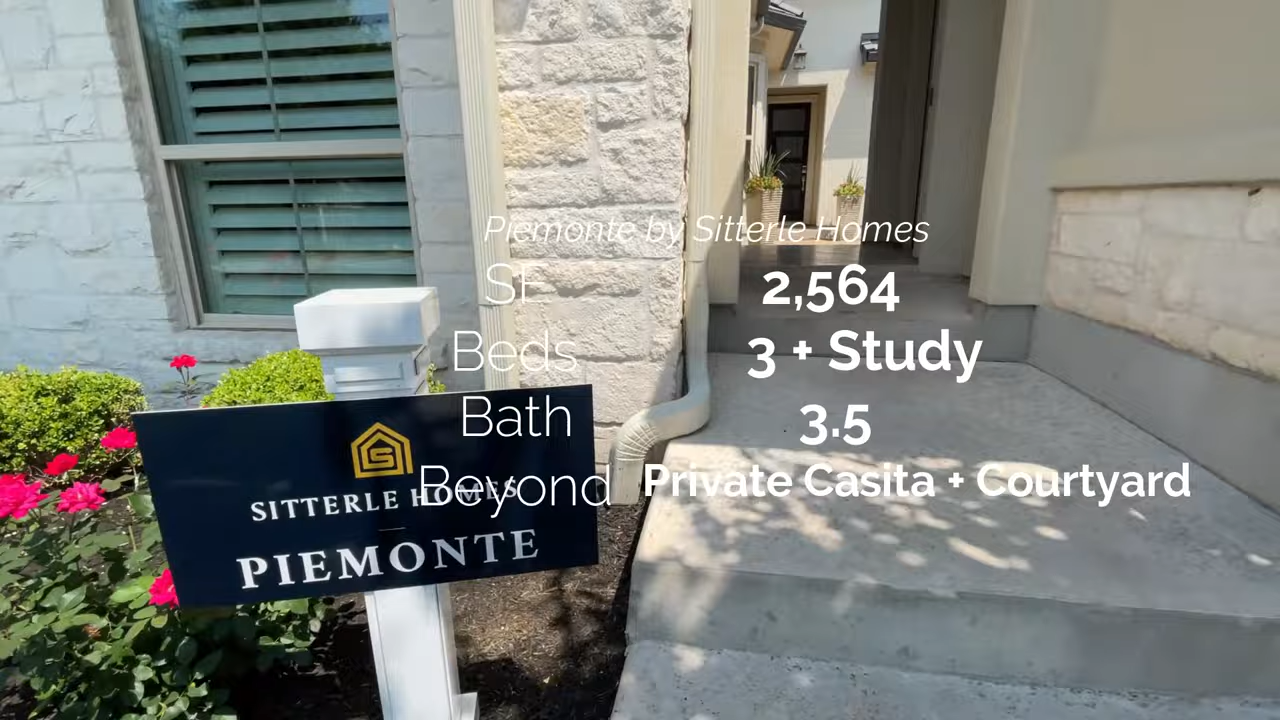 Piemonte by Sitterle Homes
SF 2,564
Beds 3 + Study
Bath 3.5
Beyond Private Casita + Courtyard
SITTERLE HOMES
PIEMONTE